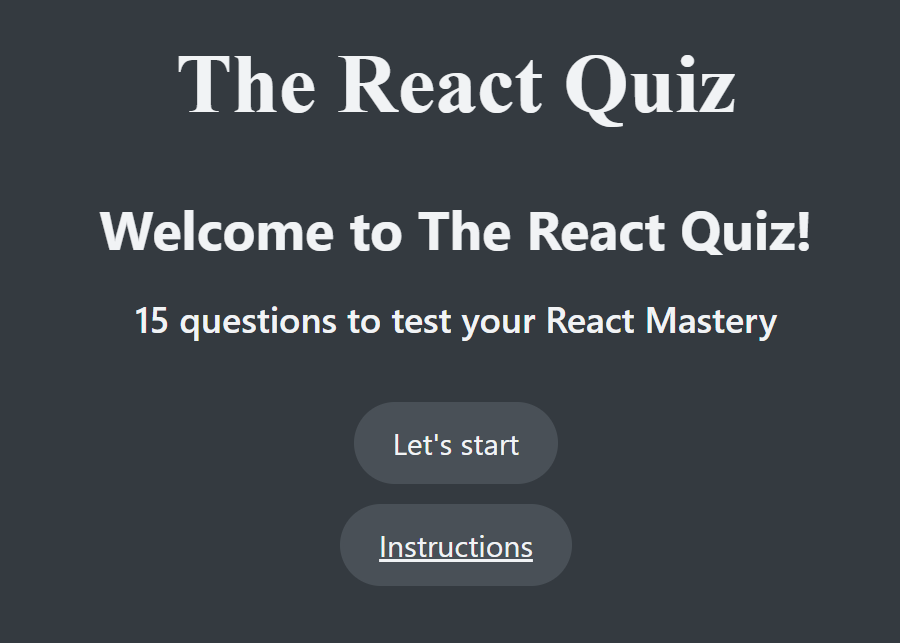 The React Quiz
Welcome to The React Quiz!
15 questions to test your React Mastery
Let's start
Instructions